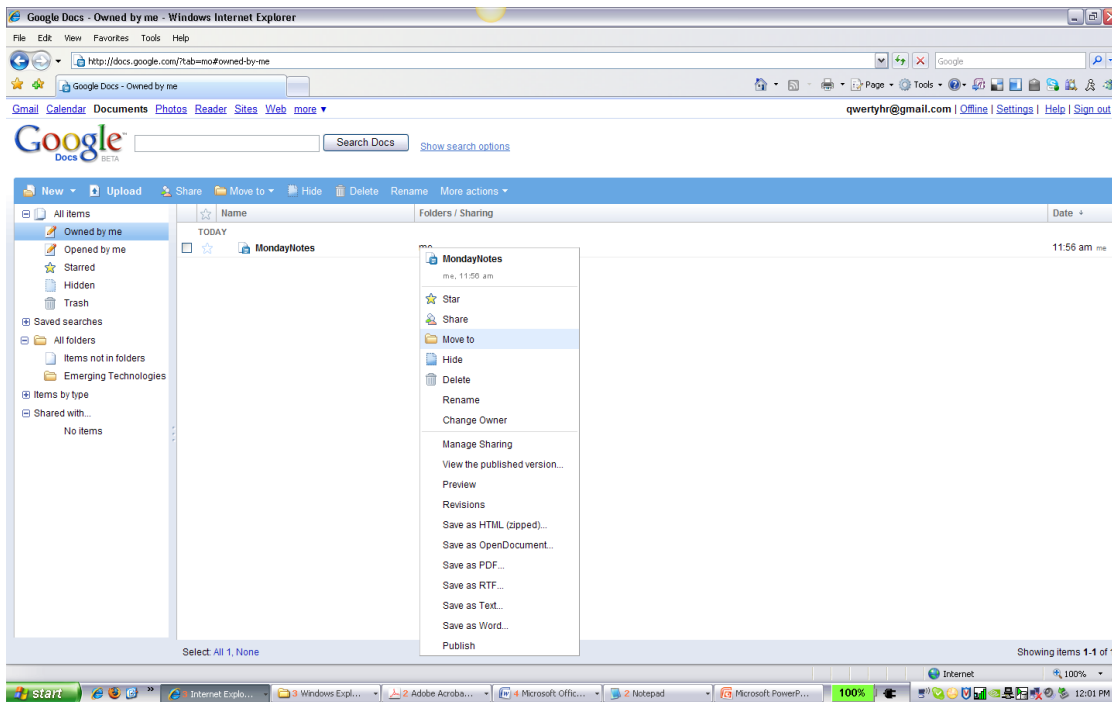 Google Docs - Owned by me - Windows Internet Explorer
File Edit View Favorites Tools Help
http://docs.google.com/?tab=mo#owned-by-me
Google
Google Docs - Owned by me
Page Tools
Gmail Calendar Documents Photos Reader Sites Web more ▼
qwertyhr@gmail.com | Offline | Settings | Help | Sign out
Google Docs BETA
Search Docs
Show search options
New Upload Share Move to Hide Delete Rename More actions
All items
Name Folders / Sharing Date
Owned by me
TODAY
Opened by me
MondayNotes me 11:56 am me
Starred
Hidden
Trash
Saved searches
All folders
Items not in folders
Emerging Technologies
Items by type
Shared with...
No items
MondayNotes
me, 11:56 am
Star
Share
Move to
Hide
Delete
Rename
Change Owner
Manage Sharing
View the published version...
Preview
Revisions
Save as HTML (zipped)...
Save as OpenDocument...
Save as PDF...
Save as RTF...
Save as Text...
Save as Word...
Publish
Select: All 1, None
Showing items 1-1 of
Internet 100%
start
3 Internet Explo...
3 Windows Expl...
2 Adobe Acroba...
4 Microsoft Offic...
2 Notepad
Microsoft PowerP...
100%
12:01 PM